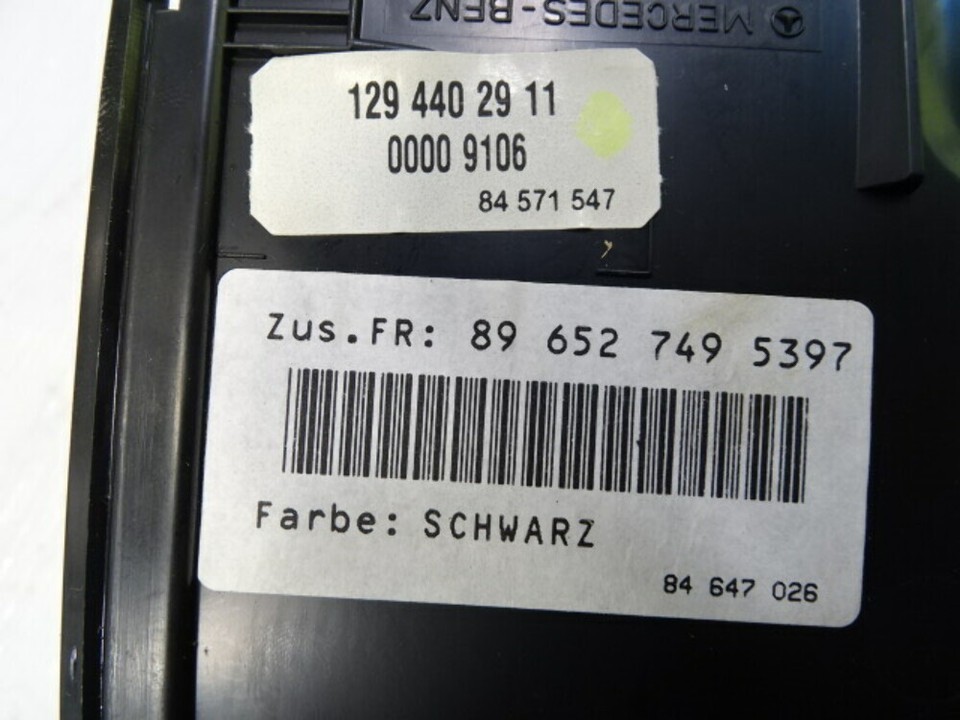 MERCEDES-BENZ
129 440 29 11
0000 9106
84 571 547
Zus.FR: 89 652 749 5397
Farbe: SCHWARZ
84 647 026